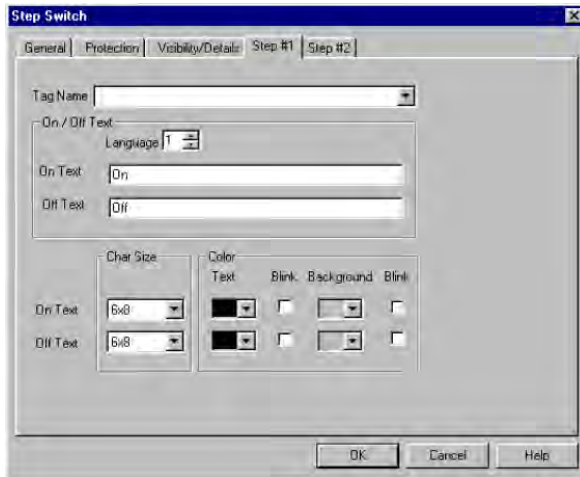 Step Switch
General Protection Visibility/Details Step #1 Step #2
Tag Name
On / Off Text
Language 1
On Text On
Off Text Off
Char Size Color
Text Blink Background Blink
On Text 6x8
Off Text 6x8
OK Cancel Help